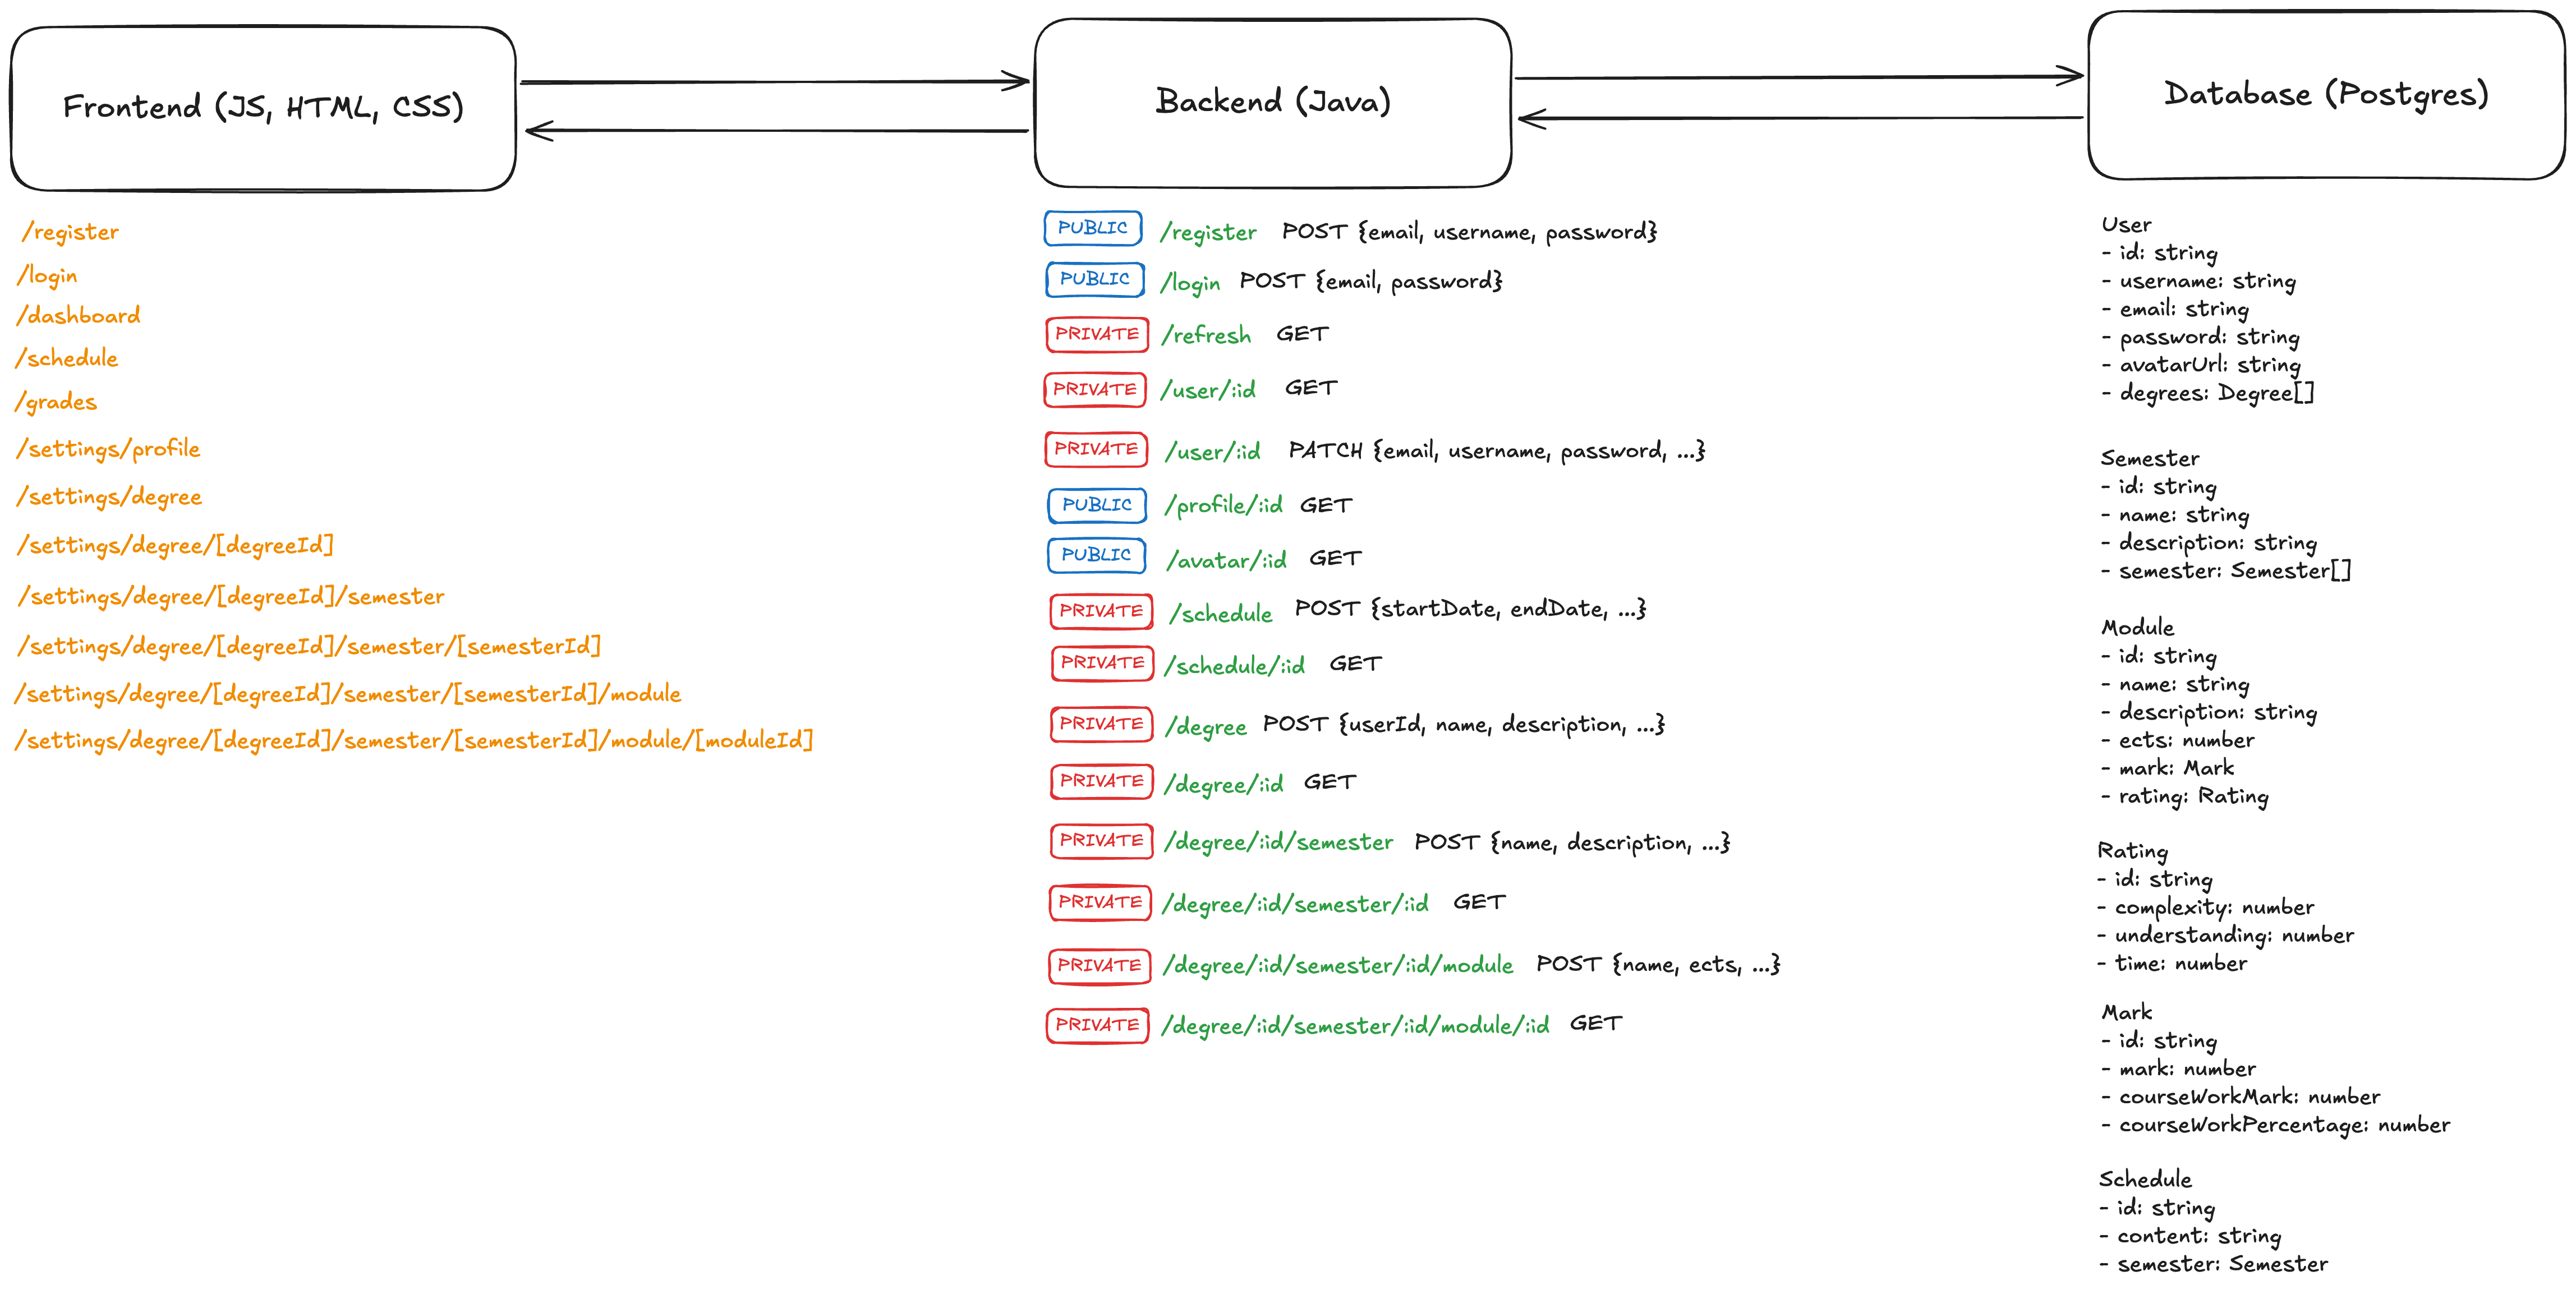 Frontend (JS, HTML, CSS)
/register
/login
/dashboard
/schedule
/grades
/settings/profile
/settings/degree
/settings/degree/[degreeId]
/settings/degree/[degreeId]/semester
/settings/degree/[degreeId]/semester/[semesterId]
/settings/degree/[degreeId]/semester/[semesterId]/module
/settings/degree/[degreeId]/semester/[semesterId]/module/[moduleId]
Backend (Java)
PUBLIC /register POST {email, username, password}
PUBLIC /login POST {email, password}
PRIVATE /refresh GET
PRIVATE /user/:id GET
PRIVATE /user/:id PATCH {email, username, password, ...}
PUBLIC /profile/:id GET
PUBLIC /avatar/:id GET
PRIVATE /schedule POST {startDate, endDate, ...}
PRIVATE /schedule/:id GET
PRIVATE /degree POST {userId, name, description, ...}
PRIVATE /degree/:id GET
PRIVATE /degree/:id/semester POST {name, description, ...}
PRIVATE /degree/:id/semester/:id GET
PRIVATE /degree/:id/semester/:id/module POST {name, ects, ...}
PRIVATE /degree/:id/semester/:id/module/:id GET
Database (Postgres)
User
- id: string
- username: string
- email: string
- password: string
- avatarUrl: string
- degrees: Degree[]
Semester
- id: string
- name: string
- description: string
- semester: Semester[]
Module
- id: string
- name: string
- description: string
- ects: number
- mark: Mark
- rating: Rating
Rating
- id: string
- complexity: number
- understanding: number
- time: number
Mark
- id: string
- mark: number
- courseWorkMark: number
- courseWorkPercentage: number
Schedule
- id: string
- content: string
- semester: Semester